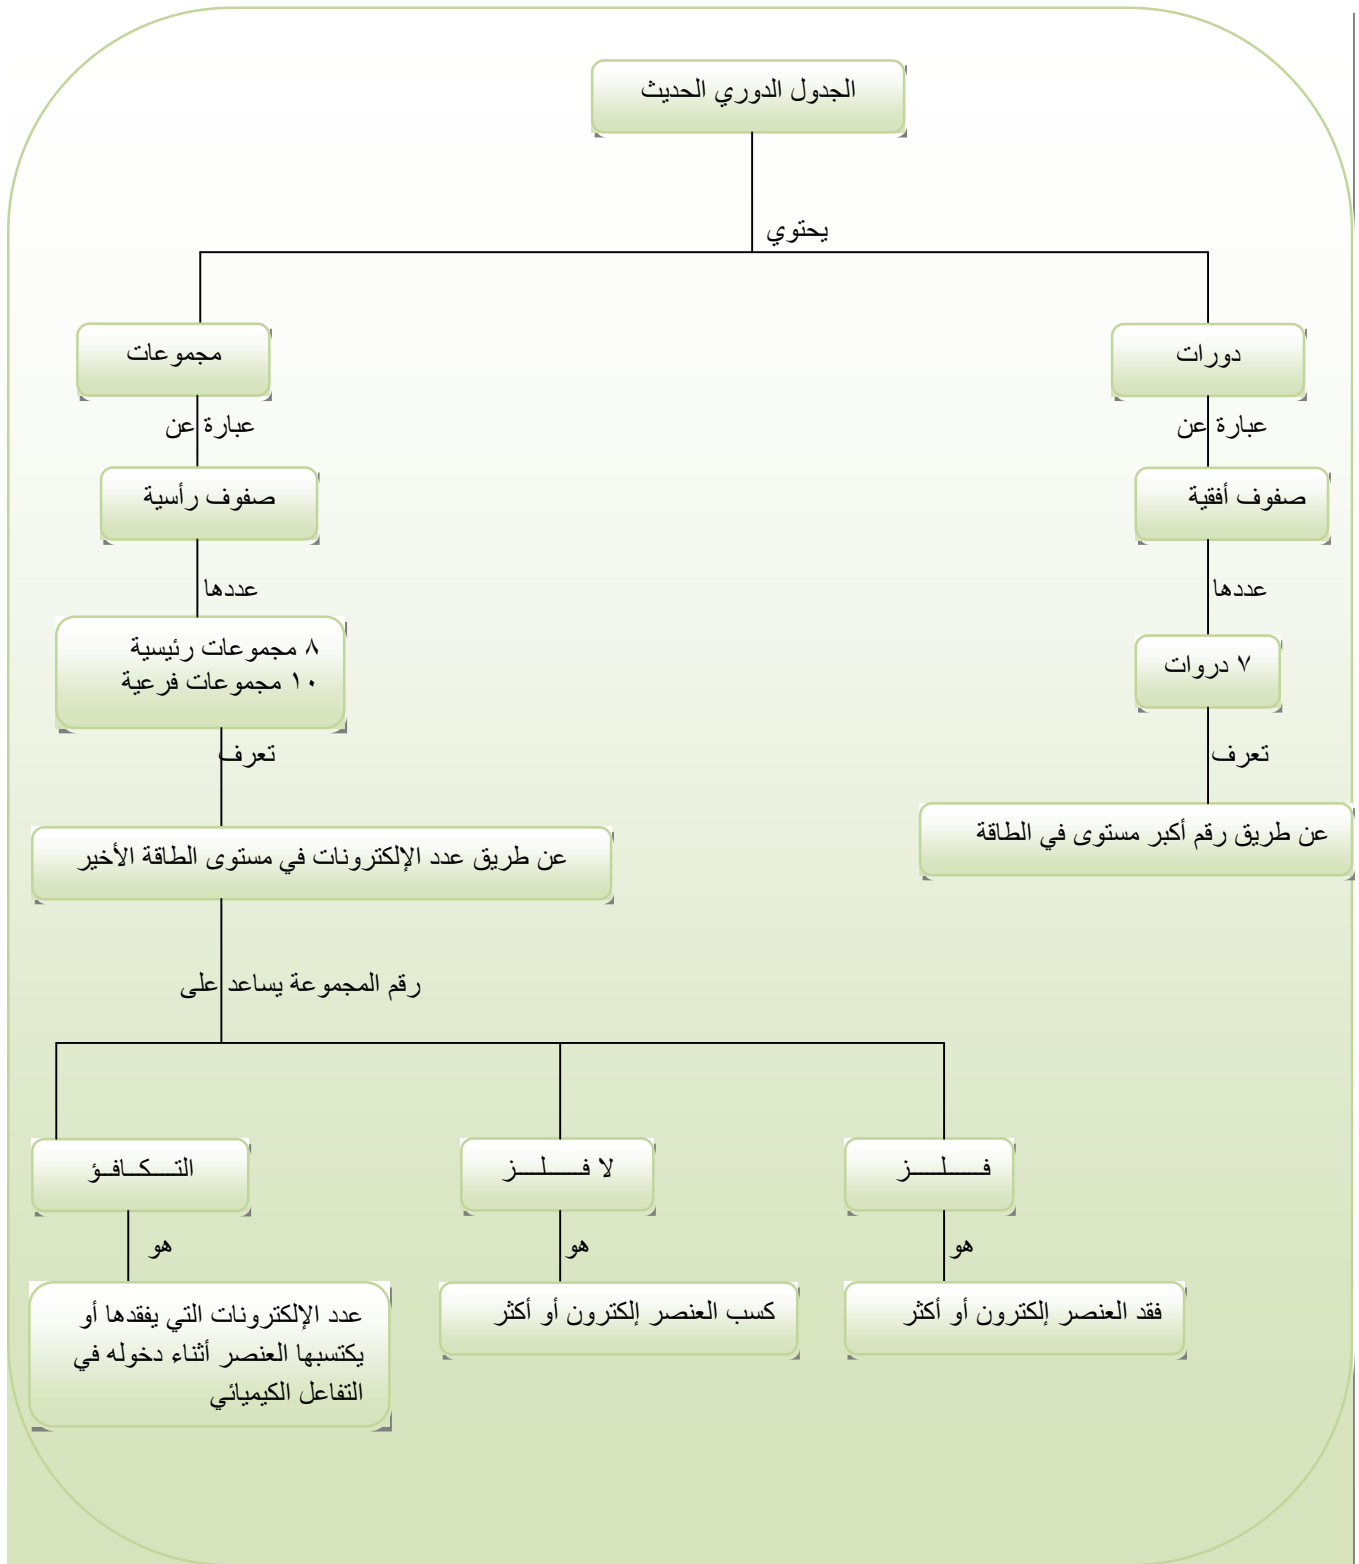 الجدول الدوري الحديث
يحتوي
دورات
مجموعات
عبارة عن
عبارة عن
صفوف أفقية
صفوف رأسية
عددها
عددها
٧ دروات
٨ مجموعات رئيسية
١٠ مجموعات فرعية
تعرف
تعرف
عن طريق رقم أكبر مستوى في الطاقة
عن طريق عدد الإلكترونات في مستوى الطاقة الأخير
رقم المجموعة يساعد على
فـــــلـــــز
لا فـــــلـــــز
التــــكــافــؤ
هو
هو
هو
فقد العنصر إلكترون أو أكثر
كسب العنصر إلكترون أو أكثر
عدد الإلكترونات التي يفقدها أو
يكتسبها العنصر أثناء دخوله في
التفاعل الكيميائي